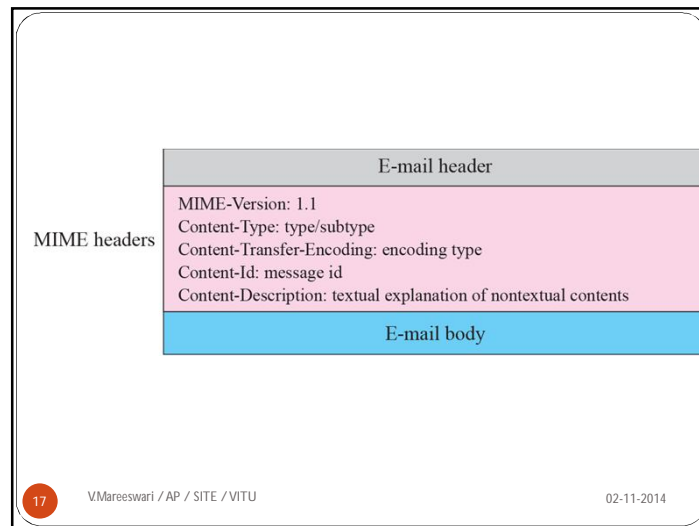 E-mail header
MIME headers
MIME-Version: 1.1
Content-Type: type/subtype
Content-Transfer-Encoding: encoding type
Content-Id: message id
Content-Description: textual explanation of nontextual contents
E-mail body
17
V.Mareeswari / AP / SITE / VITU
02-11-2014